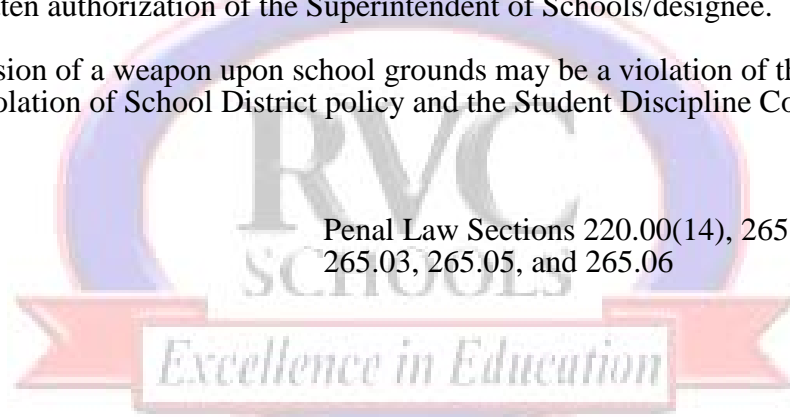 ten authorization of the Superintendent of Schools/designee.
sion of a weapon upon school grounds may be a violation of th
olation of School District policy and the Student Discipline Co
RVC
Penal Law Sections 220.00(14), 265
265.03, 265.05, and 265.06
SCHOOLS
Excellence in Education